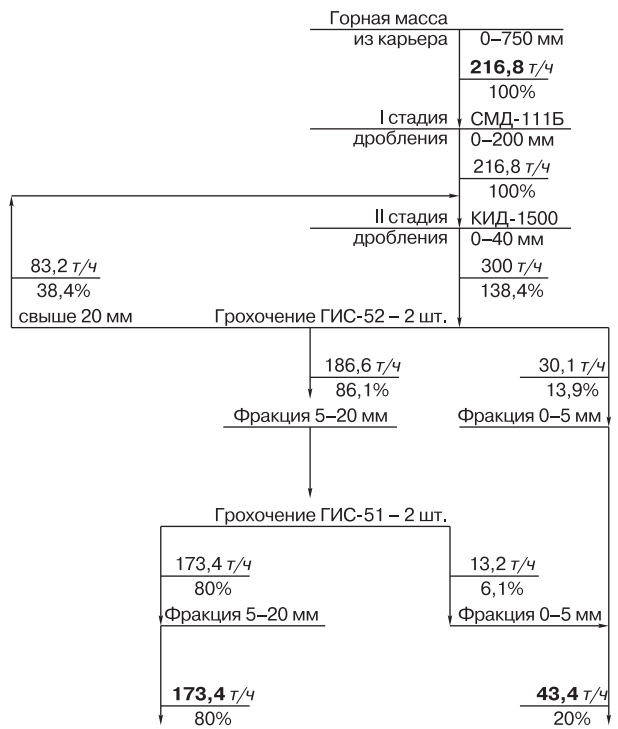 Горная масса
из карьера 0–750 мм
216,8 т/ч
100%
I стадия СМД-111Б
дробления 0–200 мм
216,8 т/ч
100%
II стадия КИД-1500
дробления 0–40 мм
83,2 т/ч 300 т/ч
38,4% 138,4%
свыше 20 мм Грохочение ГИС-52 – 2 шт.
186,6 т/ч 30,1 т/ч
86,1% 13,9%
Фракция 5–20 мм Фракция 0–5 мм
Грохочение ГИС-51 – 2 шт.
173,4 т/ч 13,2 т/ч
80% 6,1%
Фракция 5–20 мм Фракция 0–5 мм
173,4 т/ч 43,4 т/ч
80% 20%